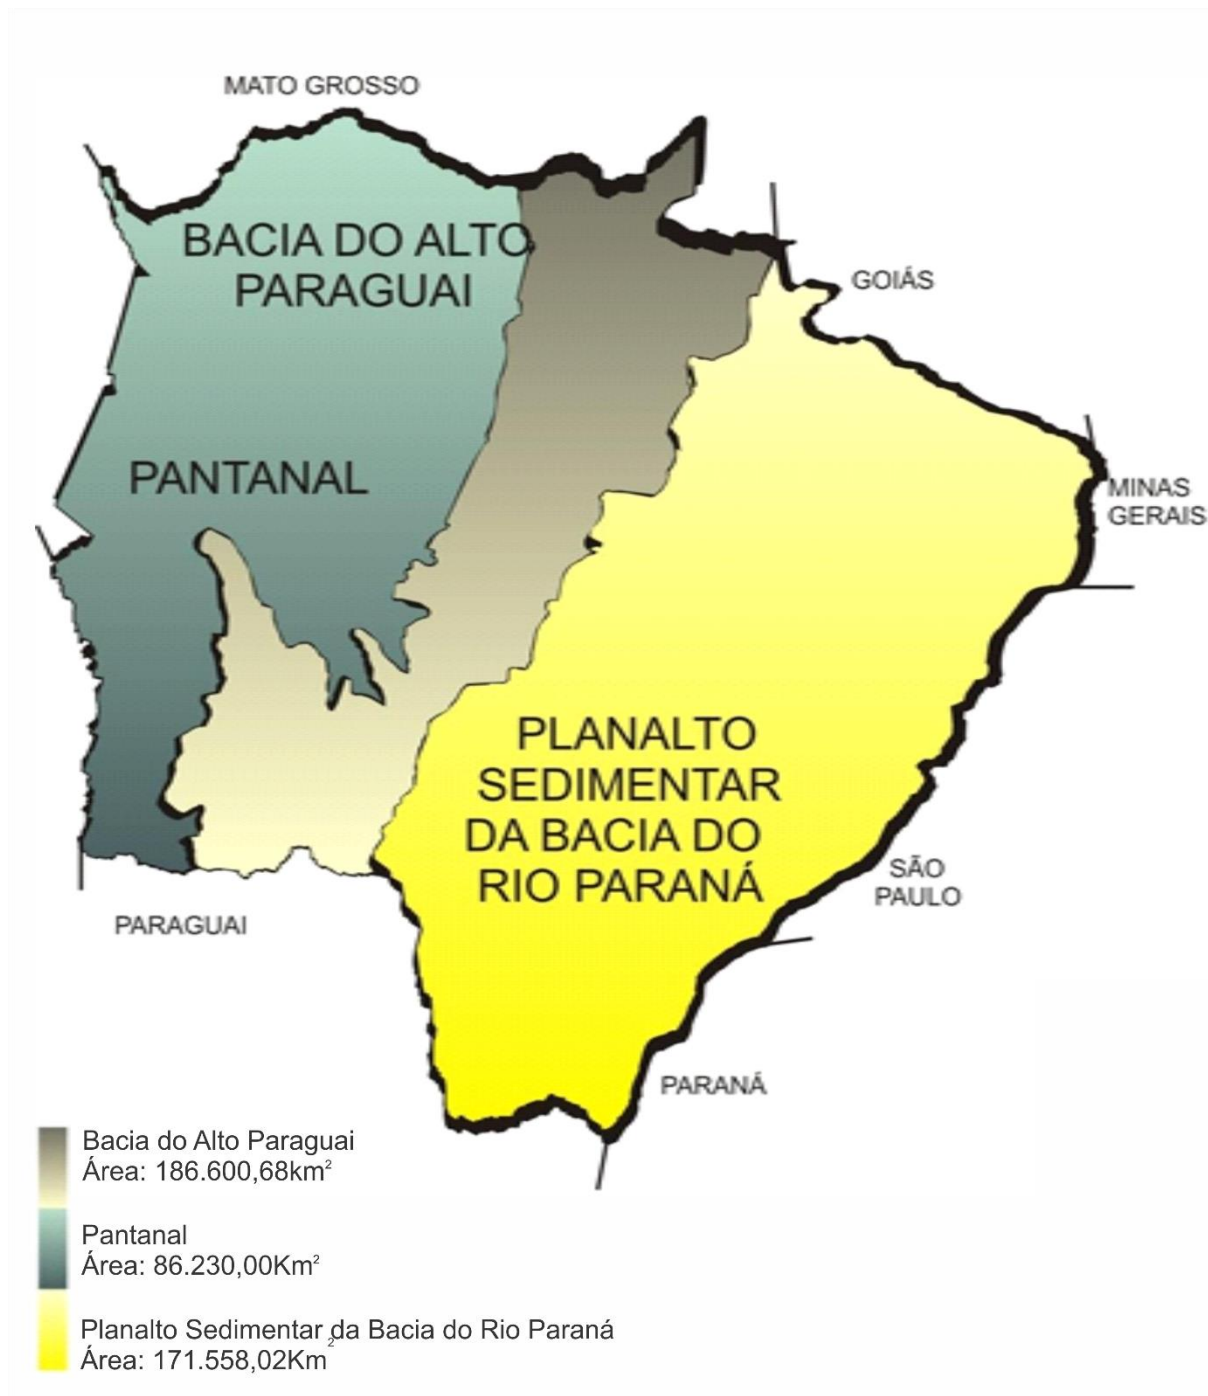 MATO GROSSO
BACIA DO ALTO
PARAGUAI
GOIÁS
PANTANAL
MINAS
GERAIS
PLANALTO
SEDIMENTAR
DA BACIA DO
RIO PARANÁ
SÃO
PAULO
PARAGUAI
PARANÁ
Bacia do Alto Paraguai
Área: 186.600,68km²
Pantanal
Área: 86.230,00Km²
Planalto Sedimentar da Bacia do Rio Paraná
Área: 171.558,02Km²